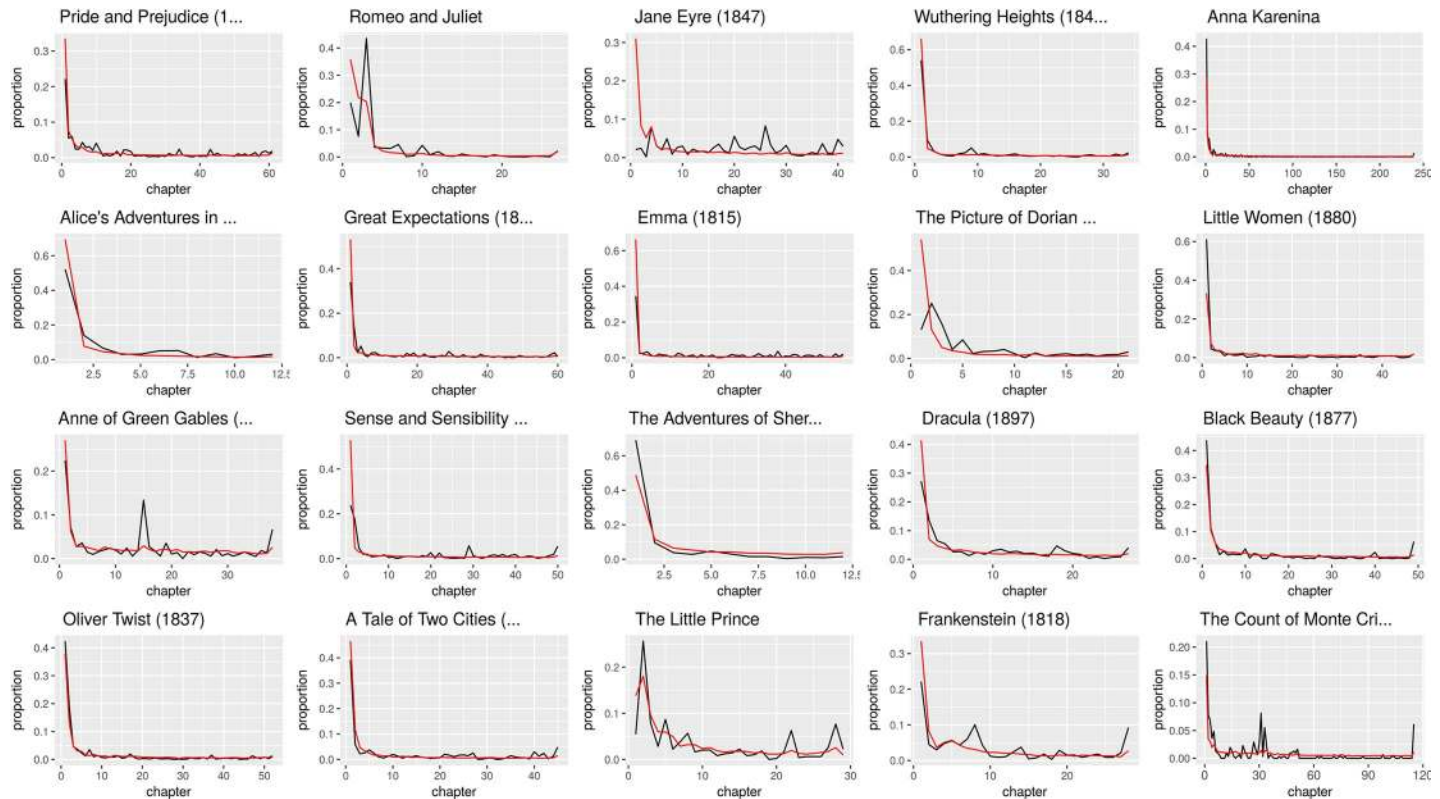 Pride and Prejudice (1...
Romeo and Juliet
Jane Eyre (1847)
Wuthering Heights (184...
Anna Karenina
proportion
0.3
0.2
0.1
0.0
0
20
40
60
chapter
proportion
0.4
0.3
0.2
0.1
0.0
0
10
20
chapter
proportion
0.3
0.2
0.1
0.0
0
10
20
30
40
chapter
proportion
0.6
0.4
0.2
0.0
0
10
20
30
chapter
proportion
0.4
0.3
0.2
0.1
0.0
0
50
100
150
200
250
chapter
Alice's Adventures in ...
Great Expectations (18...
Emma (1815)
The Picture of Dorian ...
Little Women (1880)
proportion
0.6
0.4
0.2
0.0
2.5
5.0
7.5
10.0
12.5
chapter
proportion
0.4
0.2
0.0
0
20
40
60
chapter
proportion
0.6
0.4
0.2
0.0
0
20
40
chapter
proportion
0.4
0.2
0.0
0
5
10
15
20
chapter
proportion
0.6
0.4
0.2
0.0
0
10
20
30
40
chapter
Anne of Green Gables (...
Sense and Sensibility ...
The Adventures of Sher...
Dracula (1897)
Black Beauty (1877)
proportion
0.2
0.1
0.0
0
10
20
30
chapter
proportion
0.4
0.2
0.0
0
10
20
30
40
50
chapter
proportion
0.6
0.4
0.2
0.0
2.5
5.0
7.5
10.0
12.5
chapter
proportion
0.4
0.3
0.2
0.1
0.0
0
10
20
chapter
proportion
0.4
0.3
0.2
0.1
0.0
0
10
20
30
40
50
chapter
Oliver Twist (1837)
A Tale of Two Cities (...
The Little Prince
Frankenstein (1818)
The Count of Monte Cri...
proportion
0.4
0.3
0.2
0.1
0.0
0
10
20
30
40
50
chapter
proportion
0.4
0.3
0.2
0.1
0.0
0
10
20
30
40
chapter
proportion
0.2
0.1
0.0
0
10
20
30
chapter
proportion
0.3
0.2
0.1
0.0
0
10
20
chapter
proportion
0.20
0.15
0.10
0.05
0.00
0
30
60
90
120
chapter